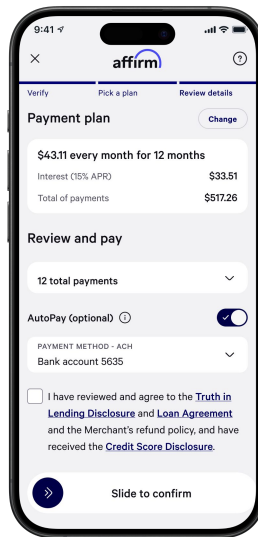 9:41
affirm
Verify Pick a plan Review details
Payment plan Change
$43.11 every month for 12 months
Interest (15% APR) $33.51
Total of payments $517.26
Review and pay
12 total payments
AutoPay (optional)
PAYMENT METHOD - ACH
Bank account 5635
I have reviewed and agree to the Truth in
Lending Disclosure and Loan Agreement
and the Merchant's refund policy, and have
received the Credit Score Disclosure.
Slide to confirm